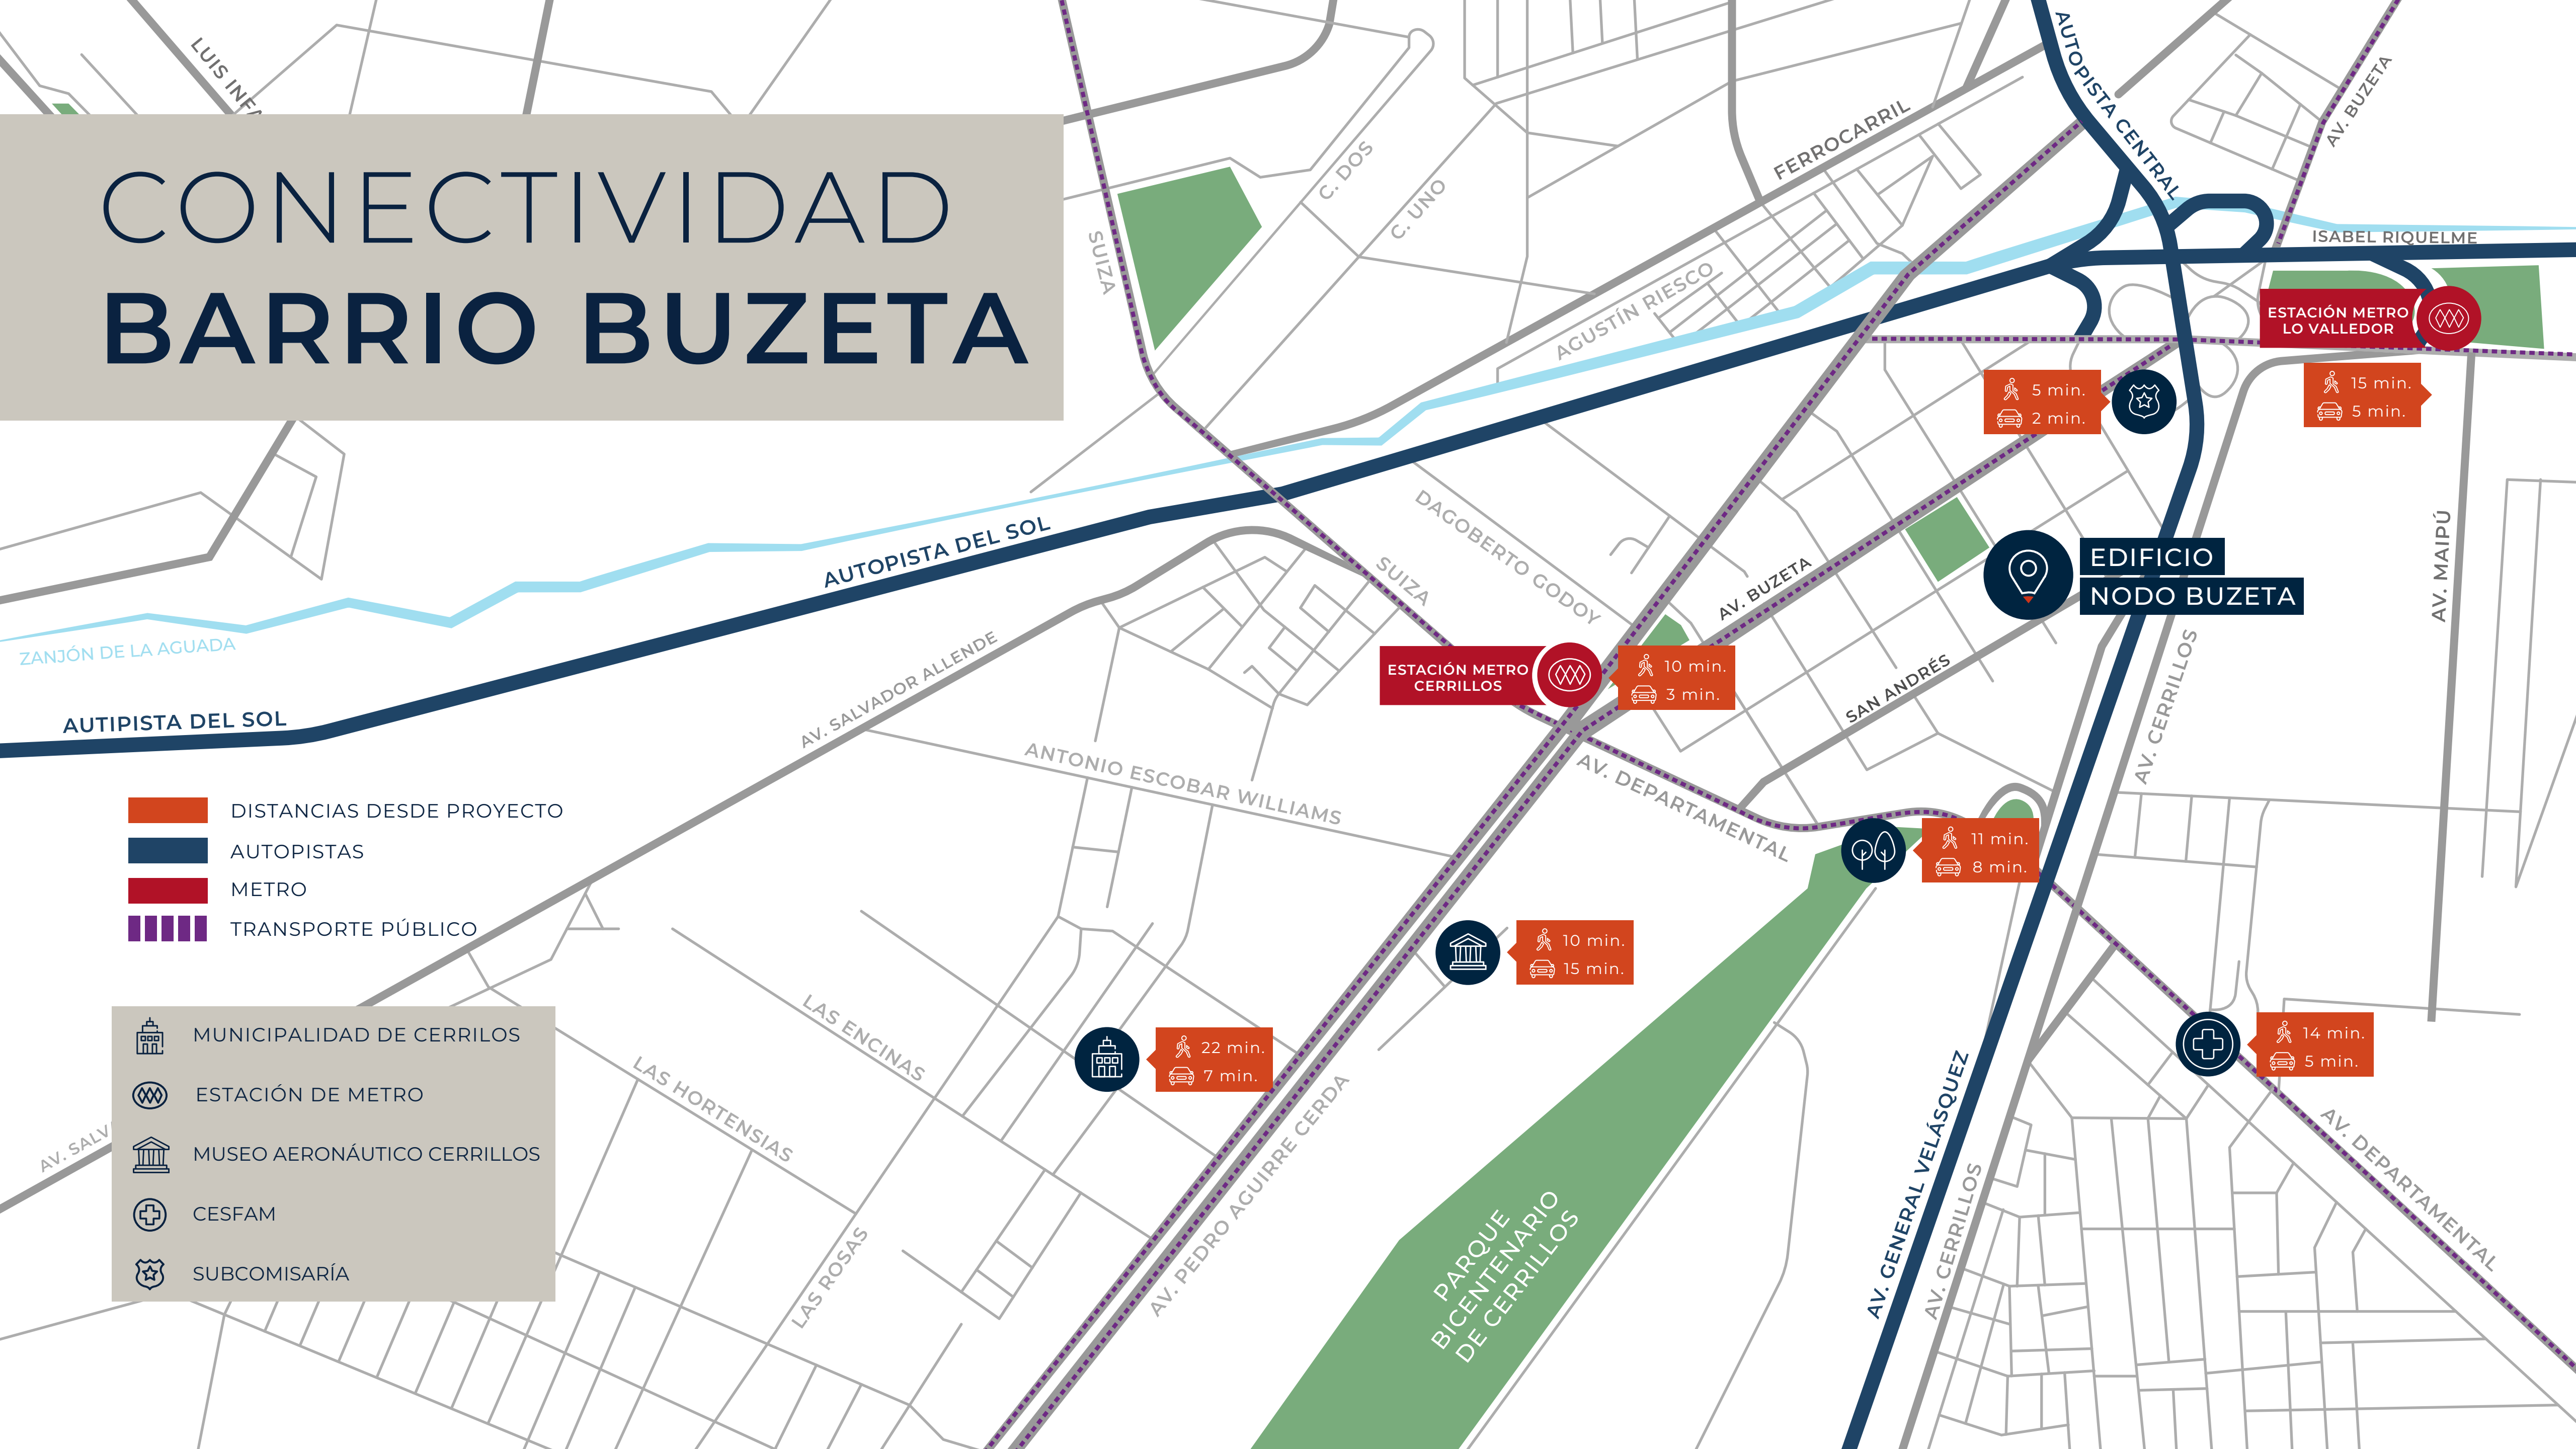 LUIS INFA
CONECTIVIDAD
BARRIO BUZETA
SUIZA
C. DOS
C. UNO
FERROCARRIL
AGUSTÍN RIESCO
AUTOPISTA CENTRAL
AV. BUZETA
ISABEL RIQUELME
ESTACIÓN METRO
LO VALLEDOR
15 min.
5 min.
5 min.
2 min.
EDIFICIO
NODO BUZETA
AV. MAIPÚ
AV. CERRILLOS
AUTOPISTA DEL SOL
ZANJÓN DE LA AGUADA
AUTIPISTA DEL SOL
AV. SALVADOR ALLENDE
DAGOBERTO GODOY
SUIZA
AV. BUZETA
SAN ANDRÉS
ESTACIÓN METRO
CERRILLOS
10 min.
3 min.
ANTONIO ESCOBAR WILLIAMS
AV. DEPARTAMENTAL
11 min.
8 min.
10 min.
15 min.
22 min.
7 min.
14 min.
5 min.
DISTANCIAS DESDE PROYECTO
AUTOPISTAS
METRO
TRANSPORTE PÚBLICO
MUNICIPALIDAD DE CERRILOS
ESTACIÓN DE METRO
MUSEO AERONÁUTICO CERRILLOS
CESFAM
SUBCOMISARÍA
AV. SALV
LAS ENCINAS
LAS HORTENSIAS
LAS ROSAS
AV. PEDRO AGUIRRE CERDA
PARQUE
BICENTENARIO
DE CERRILLOS
AV. GENERAL VELÁSQUEZ
AV. CERRILLOS
AV. DEPARTAMENTAL